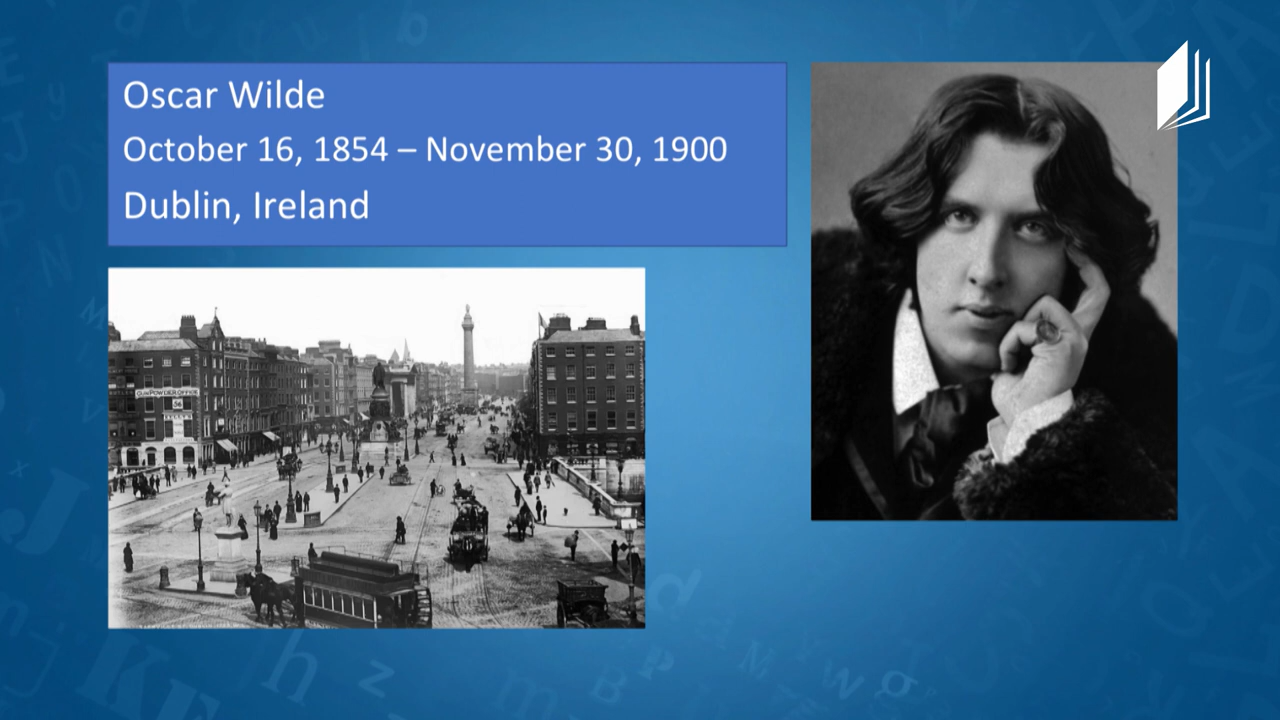 Oscar Wilde
October 16, 1854 – November 30, 1900
Dublin, Ireland